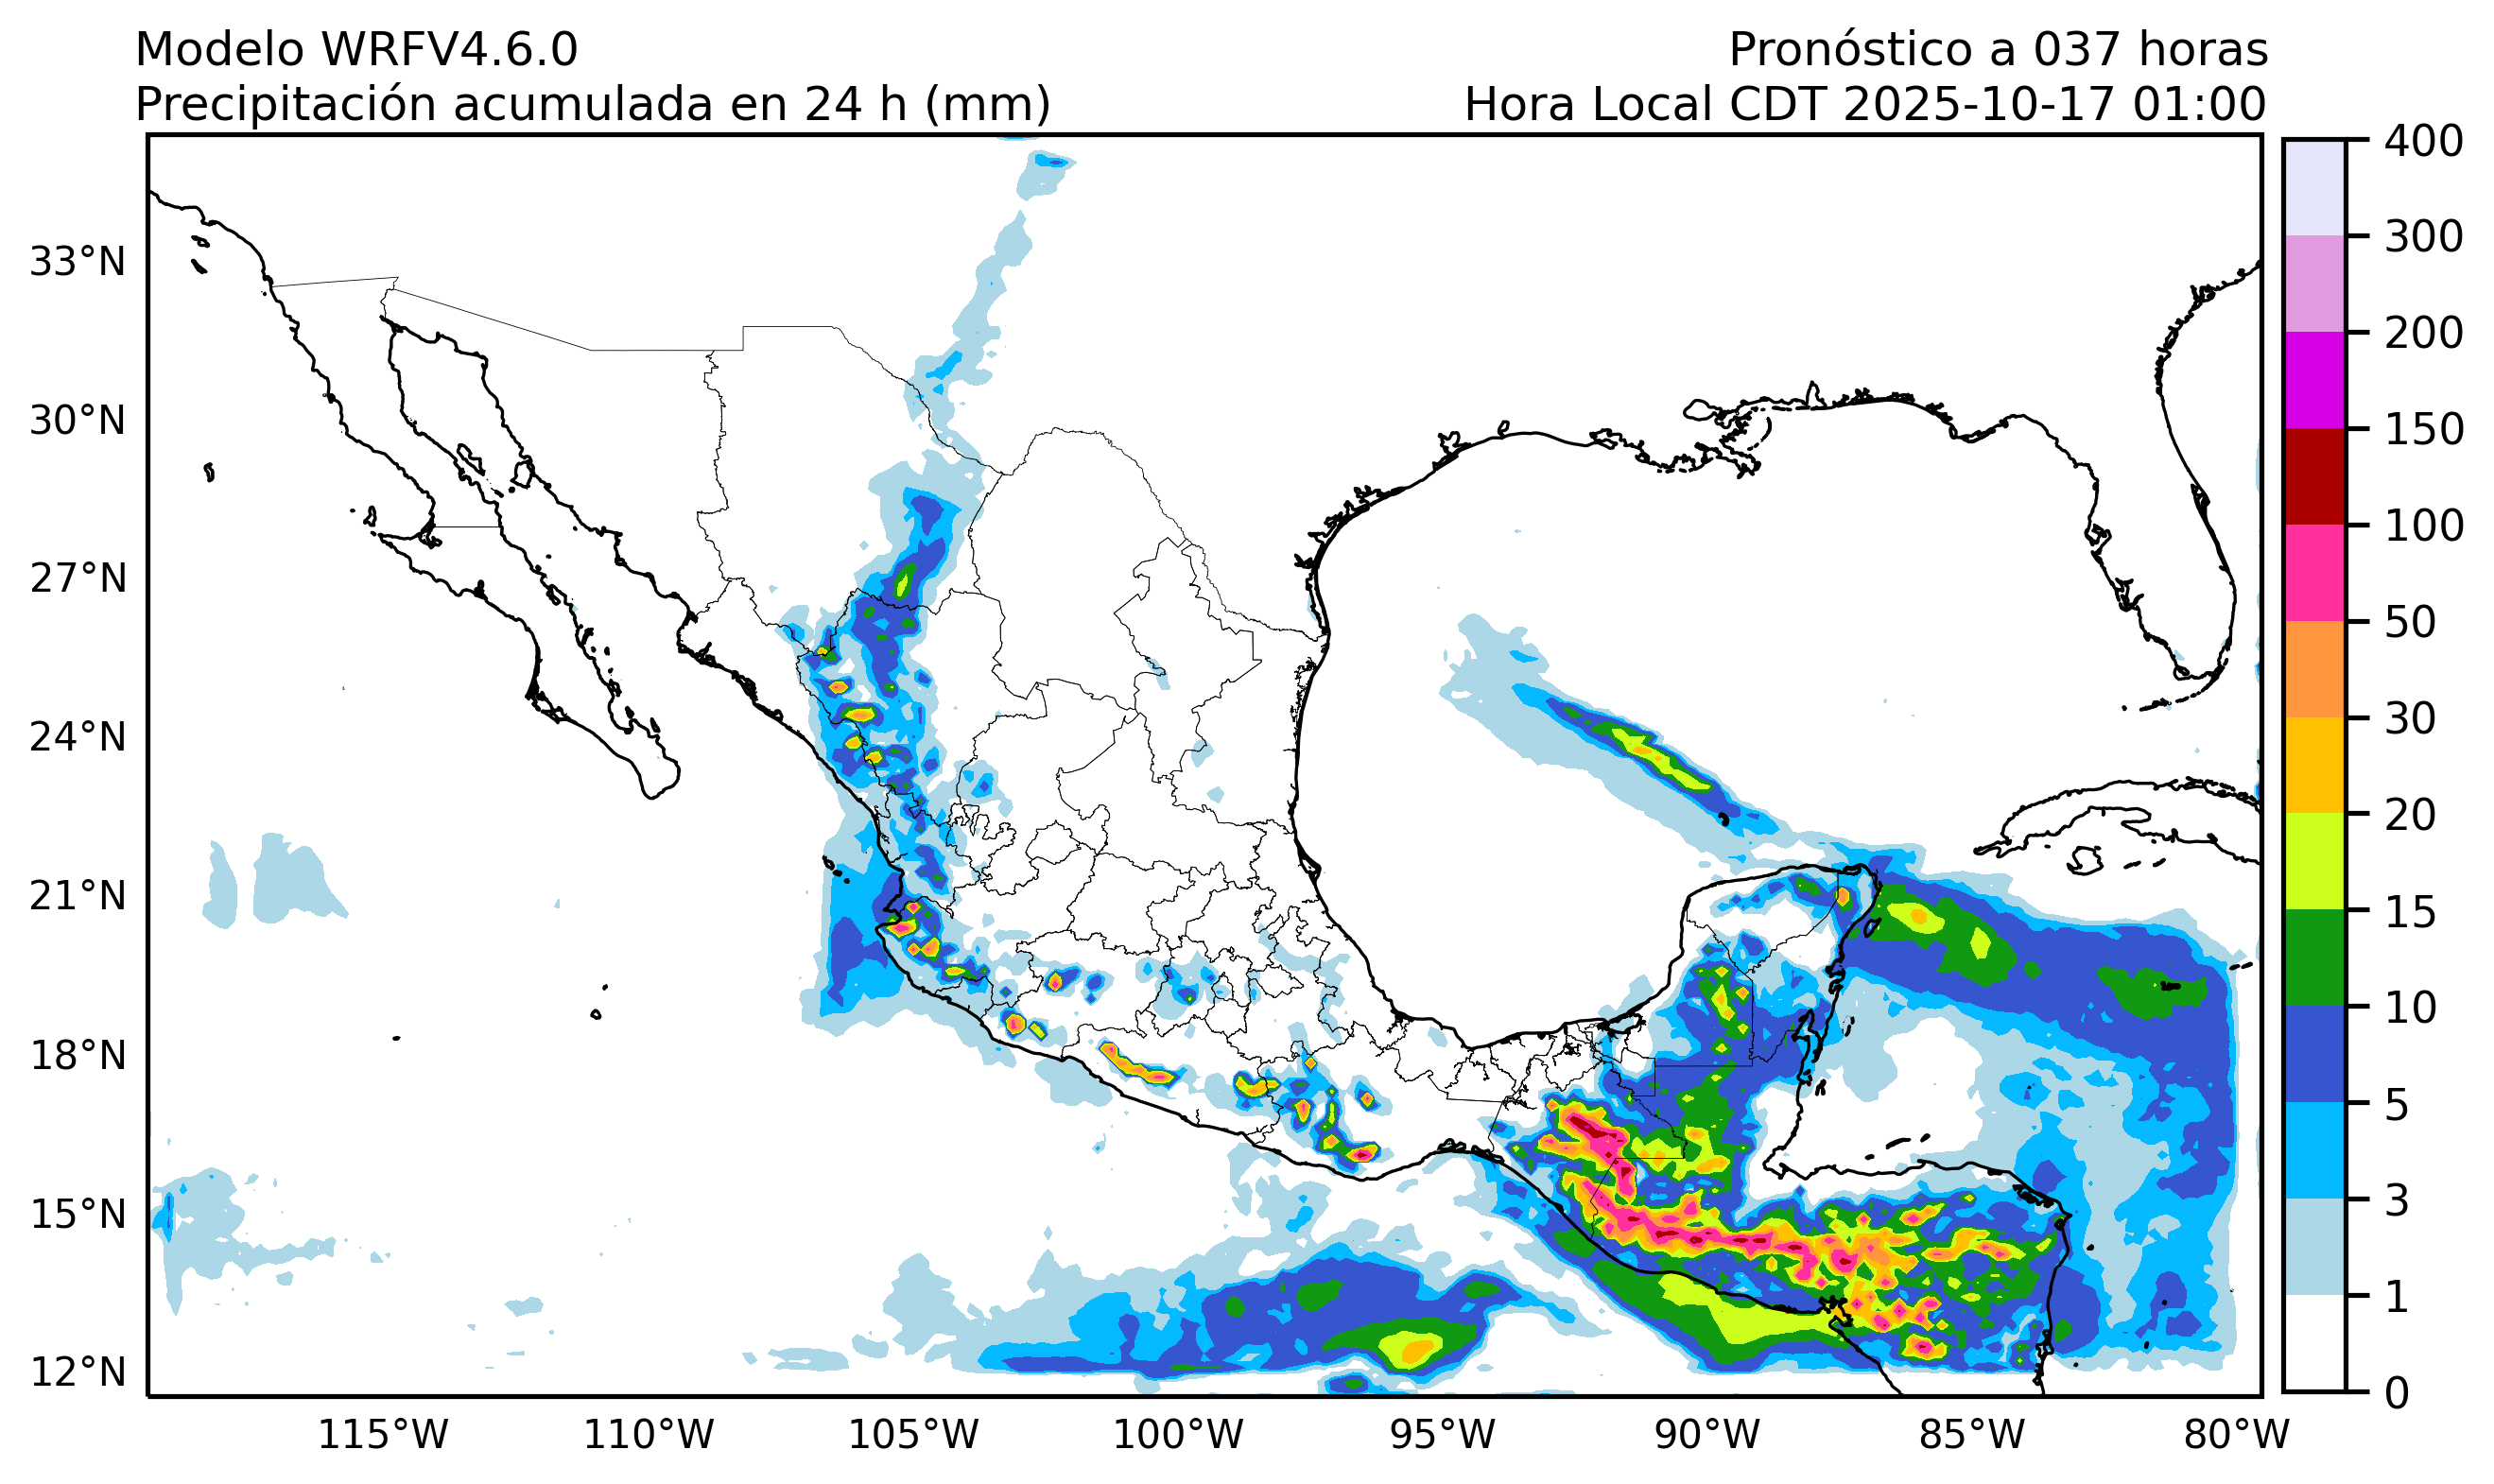 Modelo WRFV4.6.0
Pronóstico a 037 horas
Precipitación acumulada en 24 h (mm)
Hora Local CDT 2025-10-17 01:00
33°N
30°N
27°N
24°N
21°N
18°N
15°N
12°N
115°W
110°W
105°W
100°W
95°W
90°W
85°W
80°W
400
300
200
150
100
50
30
20
15
10
5
3
1
0